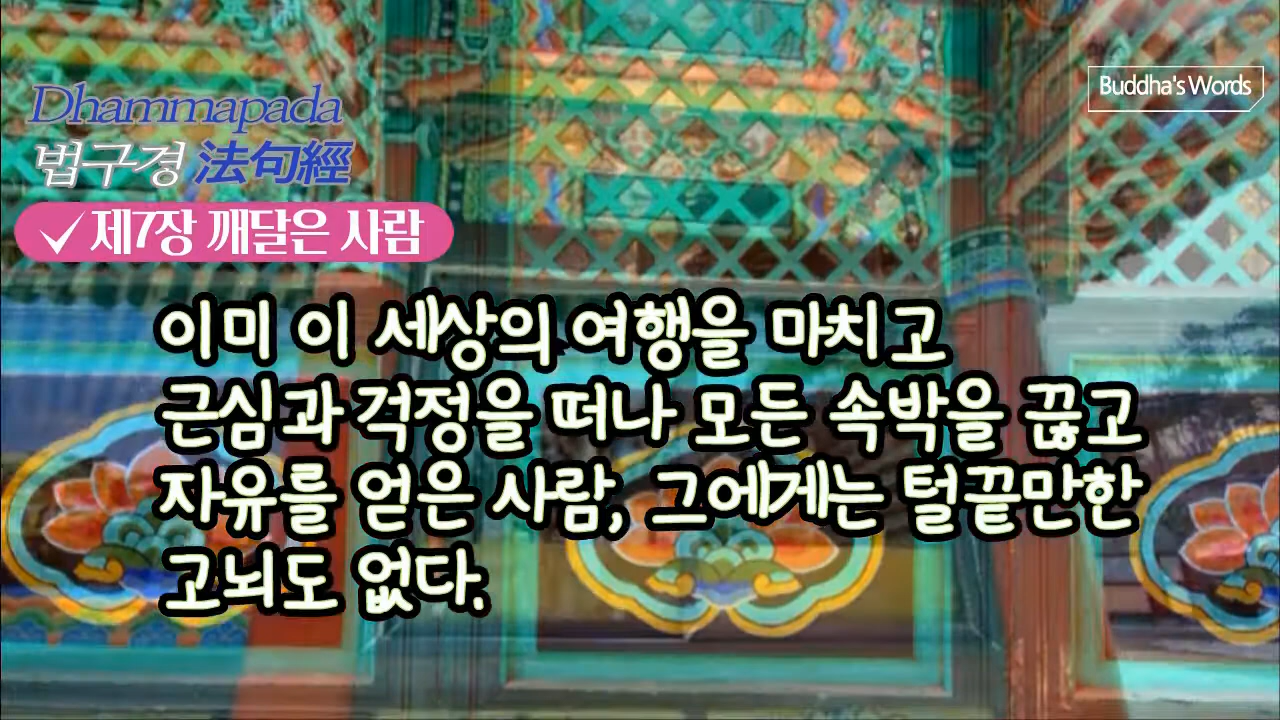 Dhammapada
Buddha's Words
법구경 法句經
제7장 깨달은 사람
이미 이 세상의 여행을 마치고
근심과 걱정을 떠나 모든 속박을 끊고
자유를 얻은 사람, 그에게는 털끝만한
고뇌도 없다.